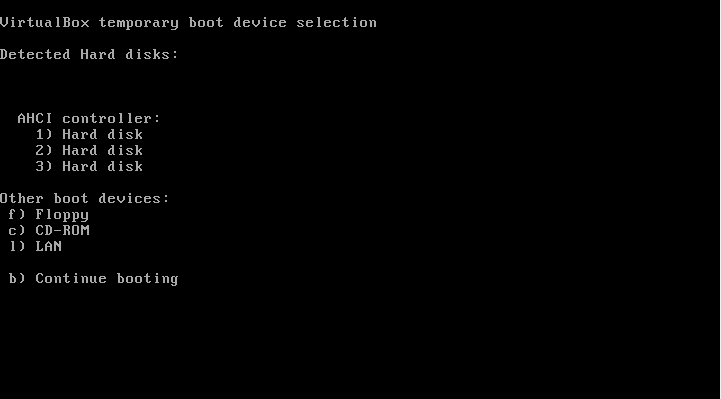 VirtualBox temporary boot device selection
Detected Hard disks:
AHCI controller:
1) Hard disk
2) Hard disk
3) Hard disk
Other boot devices:
f) Floppy
c) CD-ROM
l) LAN
b) Continue booting